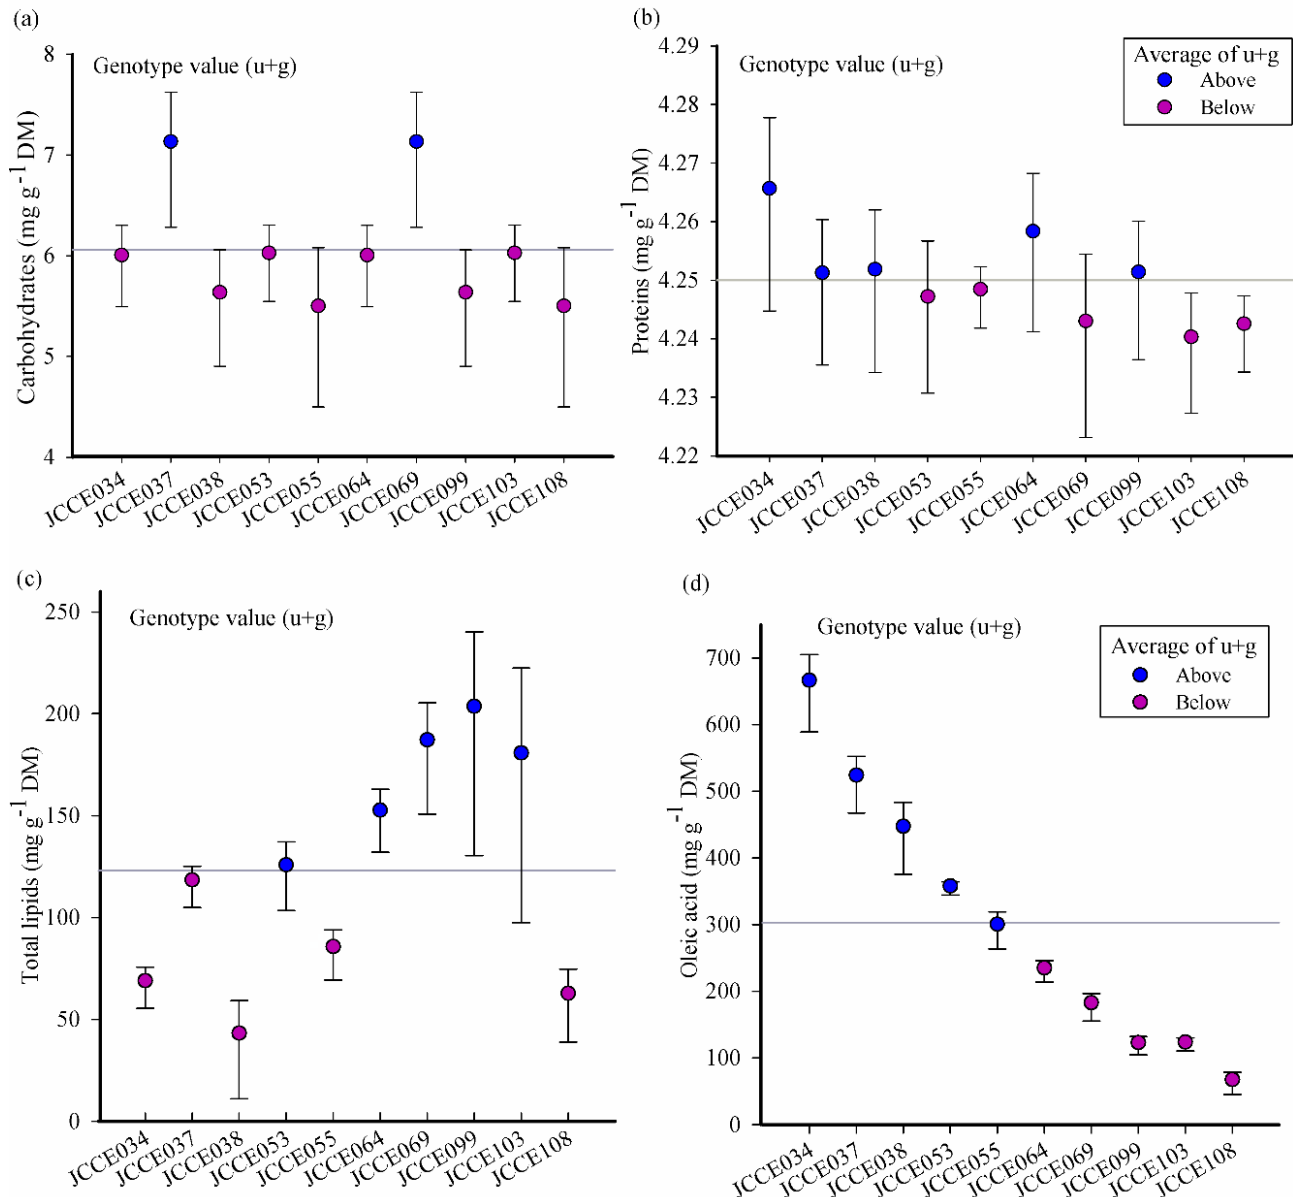 (a)
Genotype value (u+g)
Carbohydrates (mg g-1 DM)
8
7
6
5
4
JCCE034
JCCE037
JCCE038
JCCE053
JCCE055
JCCE064
JCCE069
JCCE099
JCCE103
JCCE108
(b)
Genotype value (u+g)
Average of u+g
Above
Below
Proteins (mg g-1 DM)
4.29
4.28
4.27
4.26
4.25
4.24
4.23
4.22
JCCE034
JCCE037
JCCE038
JCCE053
JCCE055
JCCE064
JCCE069
JCCE099
JCCE103
JCCE108
(c)
Genotype value (u+g)
Total lipids (mg g-1 DM)
250
200
150
100
50
0
JCCE034
JCCE037
JCCE038
JCCE053
JCCE055
JCCE064
JCCE069
JCCE099
JCCE103
JCCE108
(d)
Genotype value (u+g)
Average of u+g
Above
Below
Oleic acid (mg g-1 DM)
700
600
500
400
300
200
100
0
JCCE034
JCCE037
JCCE038
JCCE053
JCCE055
JCCE064
JCCE069
JCCE099
JCCE103
JCCE108